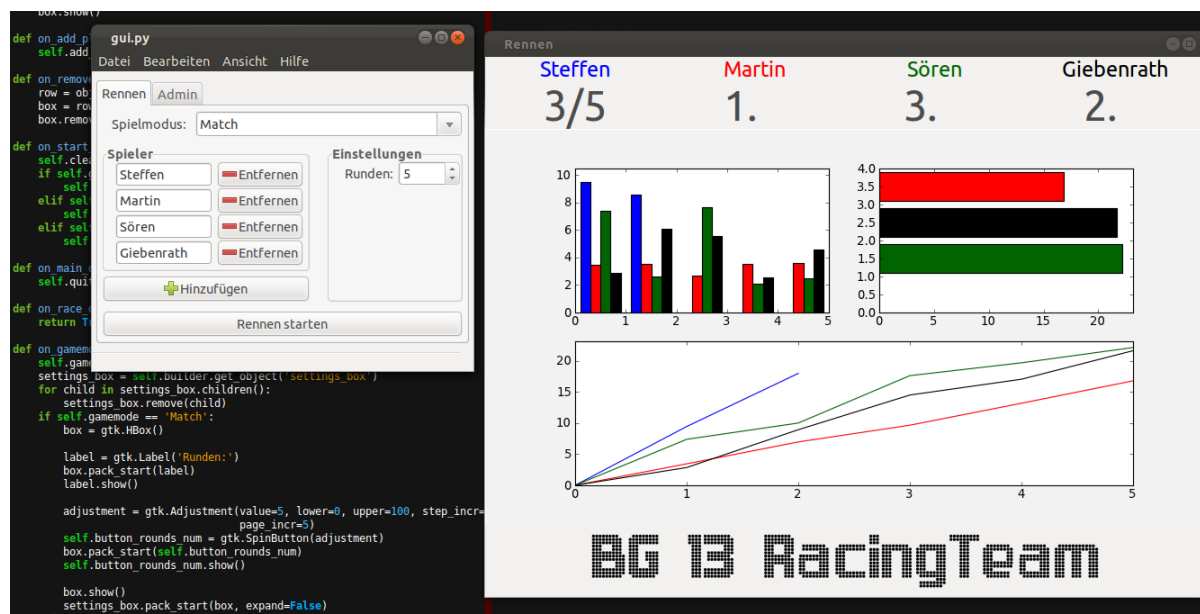 box.show()
def on_add_pl
self.add_
def on_remove
row = obj
box = row
box.remov
def on_start_
self.clea
if self.g
self
elif sel
self
elif sel
self
def on_main_q
self.qui
def on_race_d
return Tr
def on_gamemo
self.game
settings_box = self.builder.get_object('settings_box')
for child in settings_box.children():
settings_box.remove(child)
if self.gamemode == 'Match':
box = gtk.HBox()
label = gtk.Label('Runden:')
box.pack_start(label)
label.show()
adjustment = gtk.Adjustment(value=5, lower=0, upper=100, step_incr=
page_incr=5)
self.button_rounds_num = gtk.SpinButton(adjustment)
box.pack_start(self.button_rounds_num)
self.button_rounds_num.show()
box.show()
settings_box.pack_start(box, expand=False)
gui.py
Datei Bearbeiten Ansicht Hilfe
Rennen Admin
Spielmodus: Match
Spieler
Steffen Entfernen
Martin Entfernen
Sören Entfernen
Giebenrath Entfernen
Hinzufügen
Einstellungen
Runden: 5
Rennen starten
Rennen
Steffen Martin Sören Giebenrath
3/5 1. 3. 2.
10
8
6
4
2
0
0 1 2 3 4 5
4.0
3.5
3.0
2.5
2.0
1.5
1.0
0.5
0.0
0 5 10 15 20
20
15
10
5
0
0 1 2 3 4 5
BG 13 RacingTeam